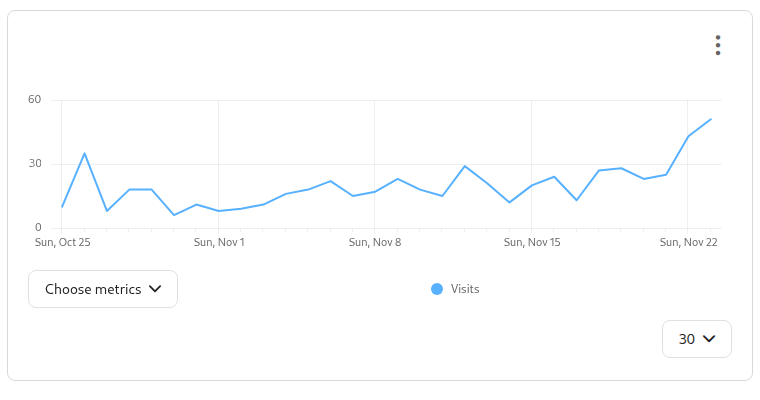 60
30
0
Sun, Oct 25 Sun, Nov 1 Sun, Nov 8 Sun, Nov 15 Sun, Nov 22
Choose metrics Visits
30